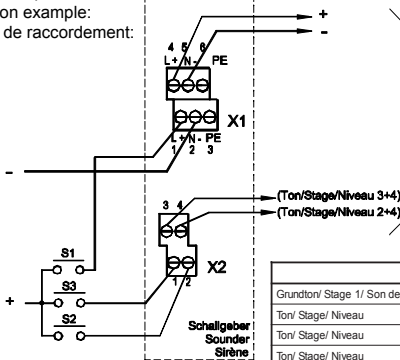 on example:
de raccordement:
+
-
4 5 6
L+ N - PE
X1
L+ N - PE
1 2 3
-
(Ton/Stage/Niveau 3+4)
(Ton/Stage/Niveau 2+4)
3 4
X2
1 2
S1
S3
+
S2
Schallgeber
Sounder
Sirène
Grundton/ Stage 1/ Son de
Ton/ Stage/ Niveau
Ton/ Stage/ Niveau
Ton/ Stage/ Niveau